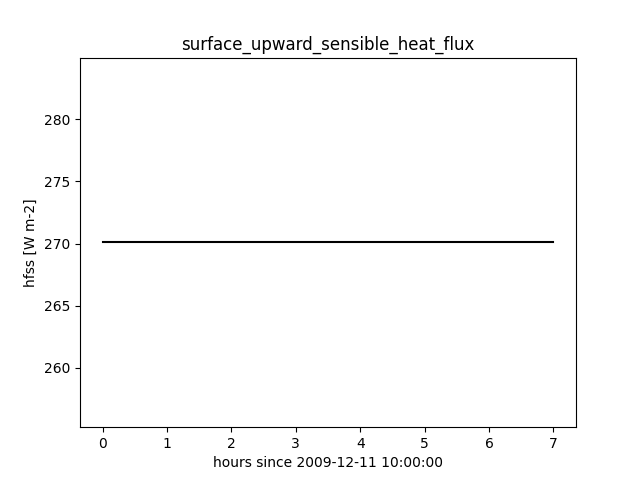 surface_upward_sensible_heat_flux
hfss [W m-2]
280
275
270
265
260
0 1 2 3 4 5 6 7
hours since 2009-12-11 10:00:00